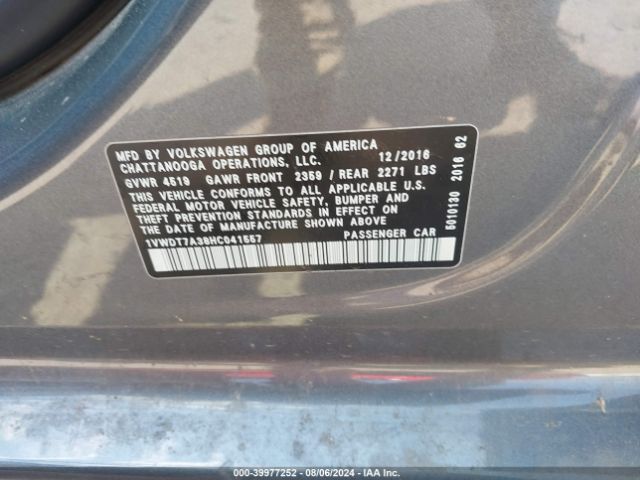 MFD BY VOLKSWAGEN GROUP OF AMERICA
CHATTANOOGA OPERATIONS, LLC. 12/2016
GVWR 4519 GAWR FRONT 2359 / REAR 2271 LBS
THIS VEHICLE CONFORMS TO ALL APPLICABLE U.S.
FEDERAL MOTOR VEHICLE SAFETY, BUMPER AND
THEFT PREVENTION STANDARDS IN EFFECT ON
THE DATE OF MANUFACTURE SHOWN ABOVE
1VWDT7A38HC041557 PASSENGER CAR
5010130 2016 62
000-39977252 - 08/06/2024 - IAA Inc.